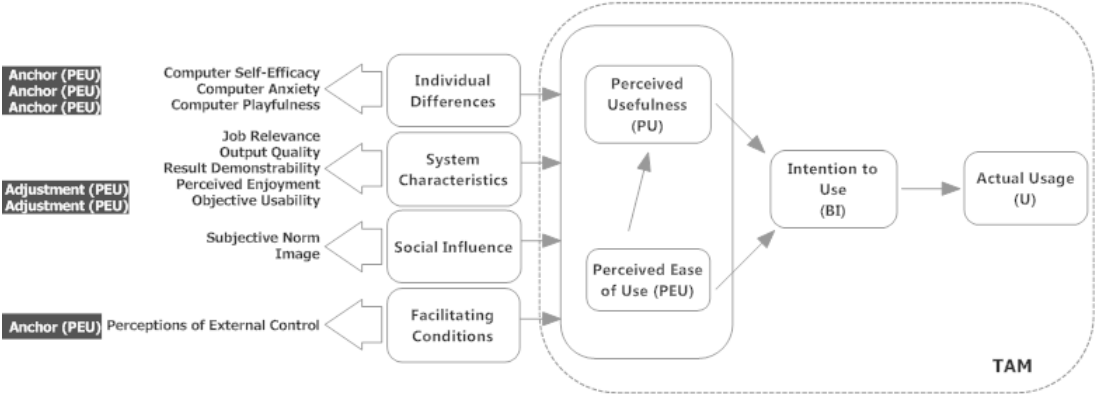 Anchor (PEU)
Anchor (PEU)
Anchor (PEU)
Computer Self-Efficacy
Computer Anxiety
Computer Playfulness
Individual
Differences
Job Relevance
Output Quality
Result Demonstrability
Perceived Enjoyment
Objective Usability
Adjustment (PEU)
Adjustment (PEU)
System
Characteristics
Subjective Norm
Image
Social Influence
Anchor (PEU)
Perceptions of External Control
Facilitating
Conditions
Perceived
Usefulness
(PU)
Perceived Ease
of Use (PEU)
Intention to
Use
(BI)
Actual Usage
(U)
TAM